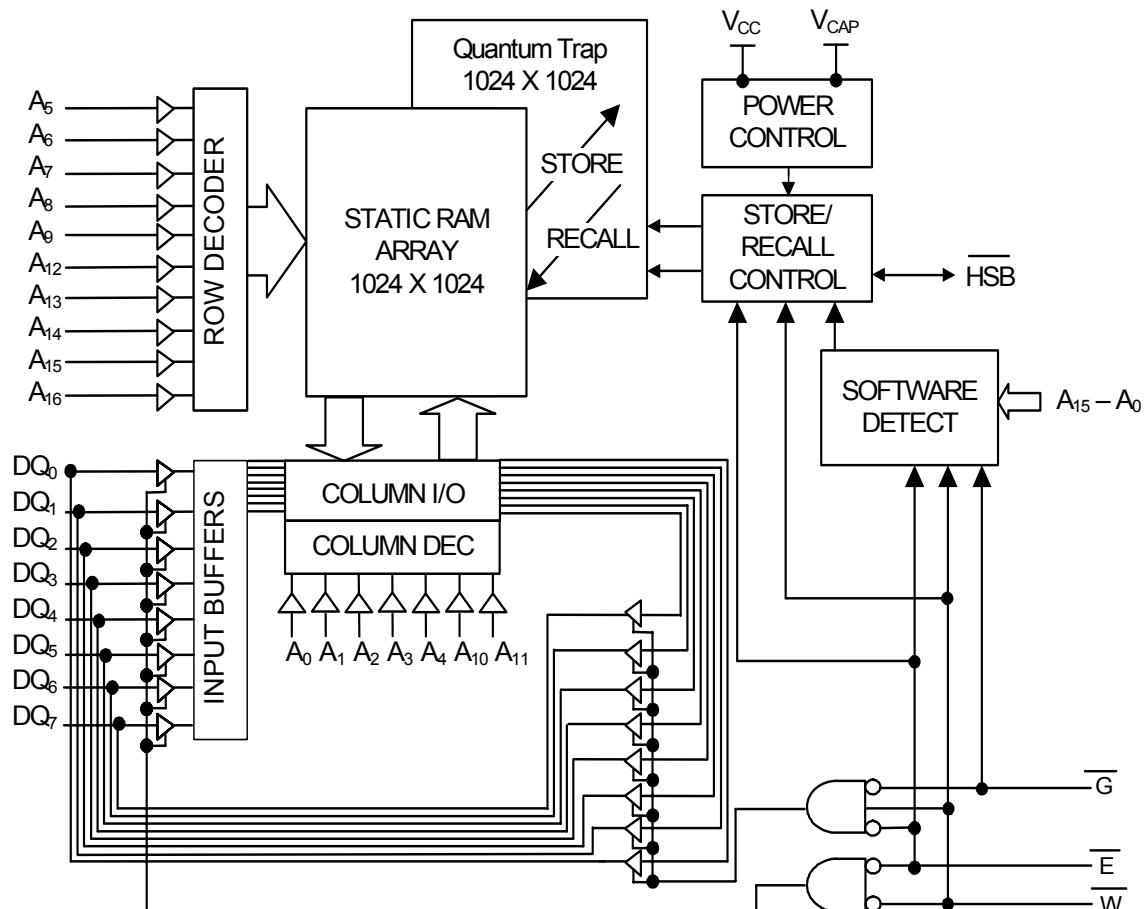 V_CC
V_CAP
Quantum Trap
1024 X 1024
POWER
CONTROL
A5
A6
A7
A8
A9
A12
A13
A14
A15
A16
ROW DECODER
STORE
RECALL
STATIC RAM
ARRAY
1024 X 1024
STORE/
RECALL
CONTROL
HSB
SOFTWARE
DETECT
A15 – A0
DQ0
DQ1
DQ2
DQ3
DQ4
DQ5
DQ6
DQ7
INPUT BUFFERS
COLUMN I/O
COLUMN DEC
A0 A1 A2 A3 A4 A10 A11
G
E
W